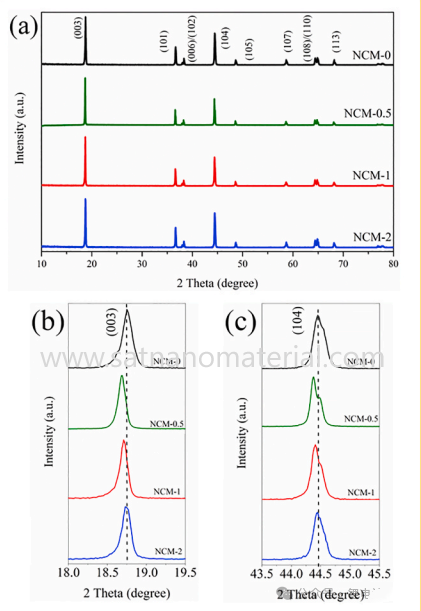 (a)
(003)
(101)
(006)/(102)
(104)
(105)
(107)
(108)/(110)
(113)
NCM-0
NCM-0.5
NCM-1
NCM-2
Intensity (a.u.)
10 20 30 40 50 60 70 80
2 Theta (degree)
(b)
(003)
NCM-0
NCM-0.5
NCM-1
NCM-2
Intensity (a.u.)
18.0 18.5 19.0 19.5
2 Theta (degree)
(c)
(104)
NCM-0
NCM-0.5
NCM-1
NCM-2
Intensity (a.u.)
43.5 44.0 44.5 45.0 45.5
2 Theta (degree)
www.satnanomaterial.com